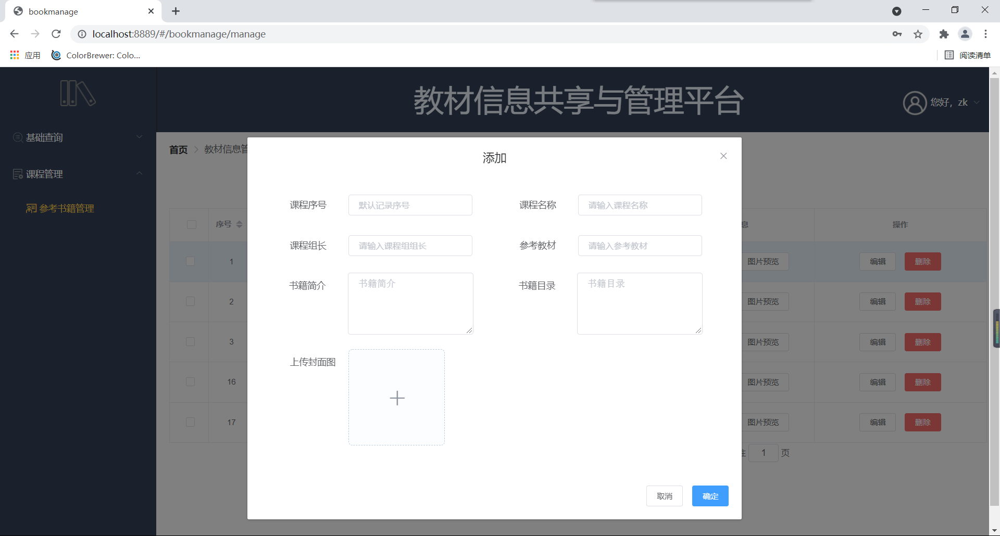 bookmanage
localhost:8889/#/bookmanage/manage
应用
ColorBrewer: Colo...
阅读清单
教材信息共享与管理平台
您好，zk
基础查询
课程管理
参考书籍管理
首页
教材信息管
添加
课程序号
默认记录序号
课程名称
请输入课程名称
课程组长
请输入课程组组长
参考教材
请输入参考教材
书籍简介
书籍简介
书籍目录
书籍目录
上传封面图
取消
确定
序号
息
操作
1
图片预览
编辑
删除
2
图片预览
编辑
删除
3
图片预览
编辑
删除
16
图片预览
编辑
删除
17
图片预览
编辑
删除
1
页